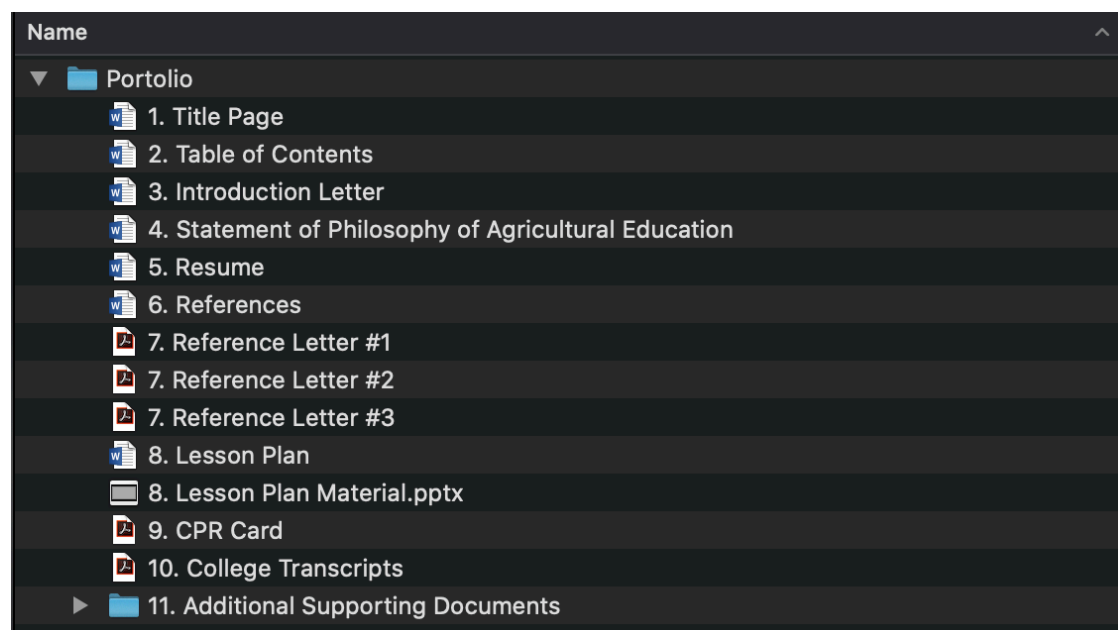 Name
Portolio
1. Title Page
2. Table of Contents
3. Introduction Letter
4. Statement of Philosophy of Agricultural Education
5. Resume
6. References
7. Reference Letter #1
7. Reference Letter #2
7. Reference Letter #3
8. Lesson Plan
8. Lesson Plan Material.pptx
9. CPR Card
10. College Transcripts
11. Additional Supporting Documents